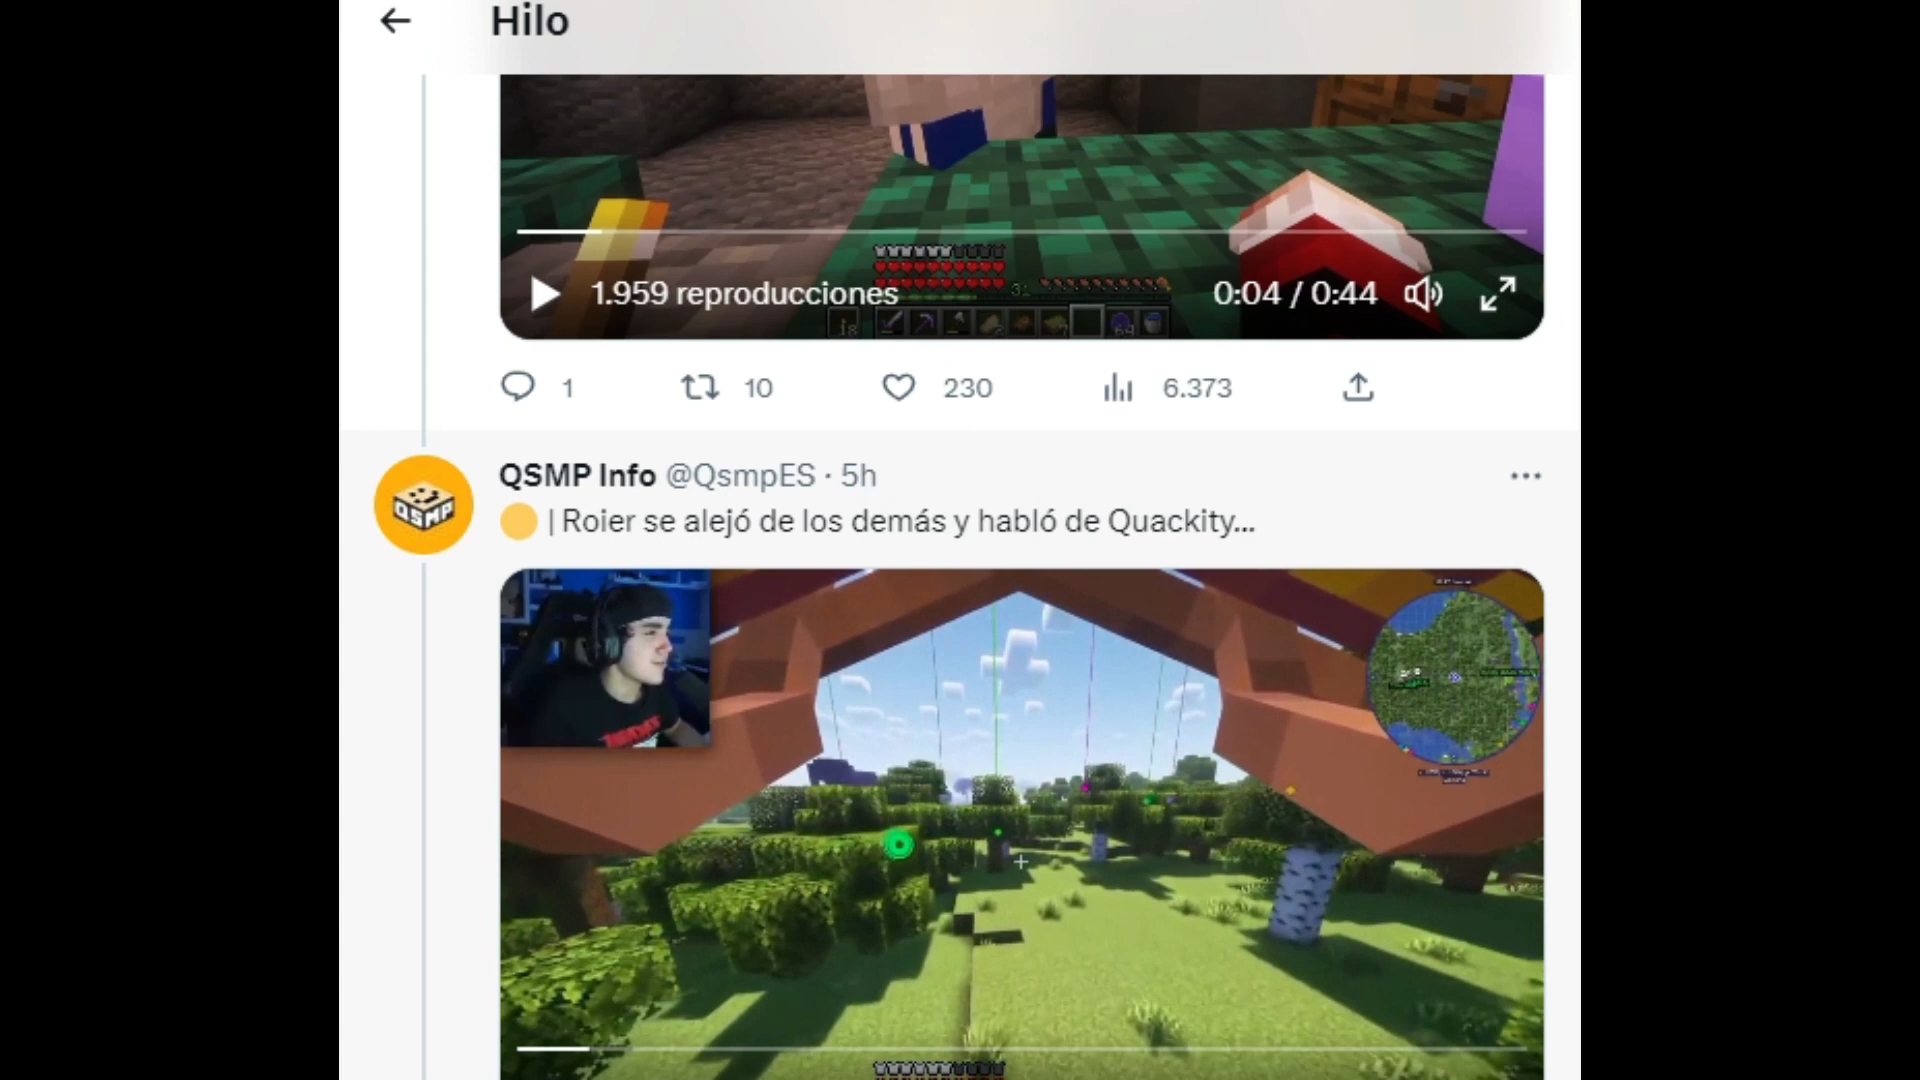 Hilo
1.959 reproducciones
0:04 / 0:44
1
10
230
6.373
QSMP Info @QsmpES · 5h
| Roier se alejó de los demás y habló de Quackity...
QSMP